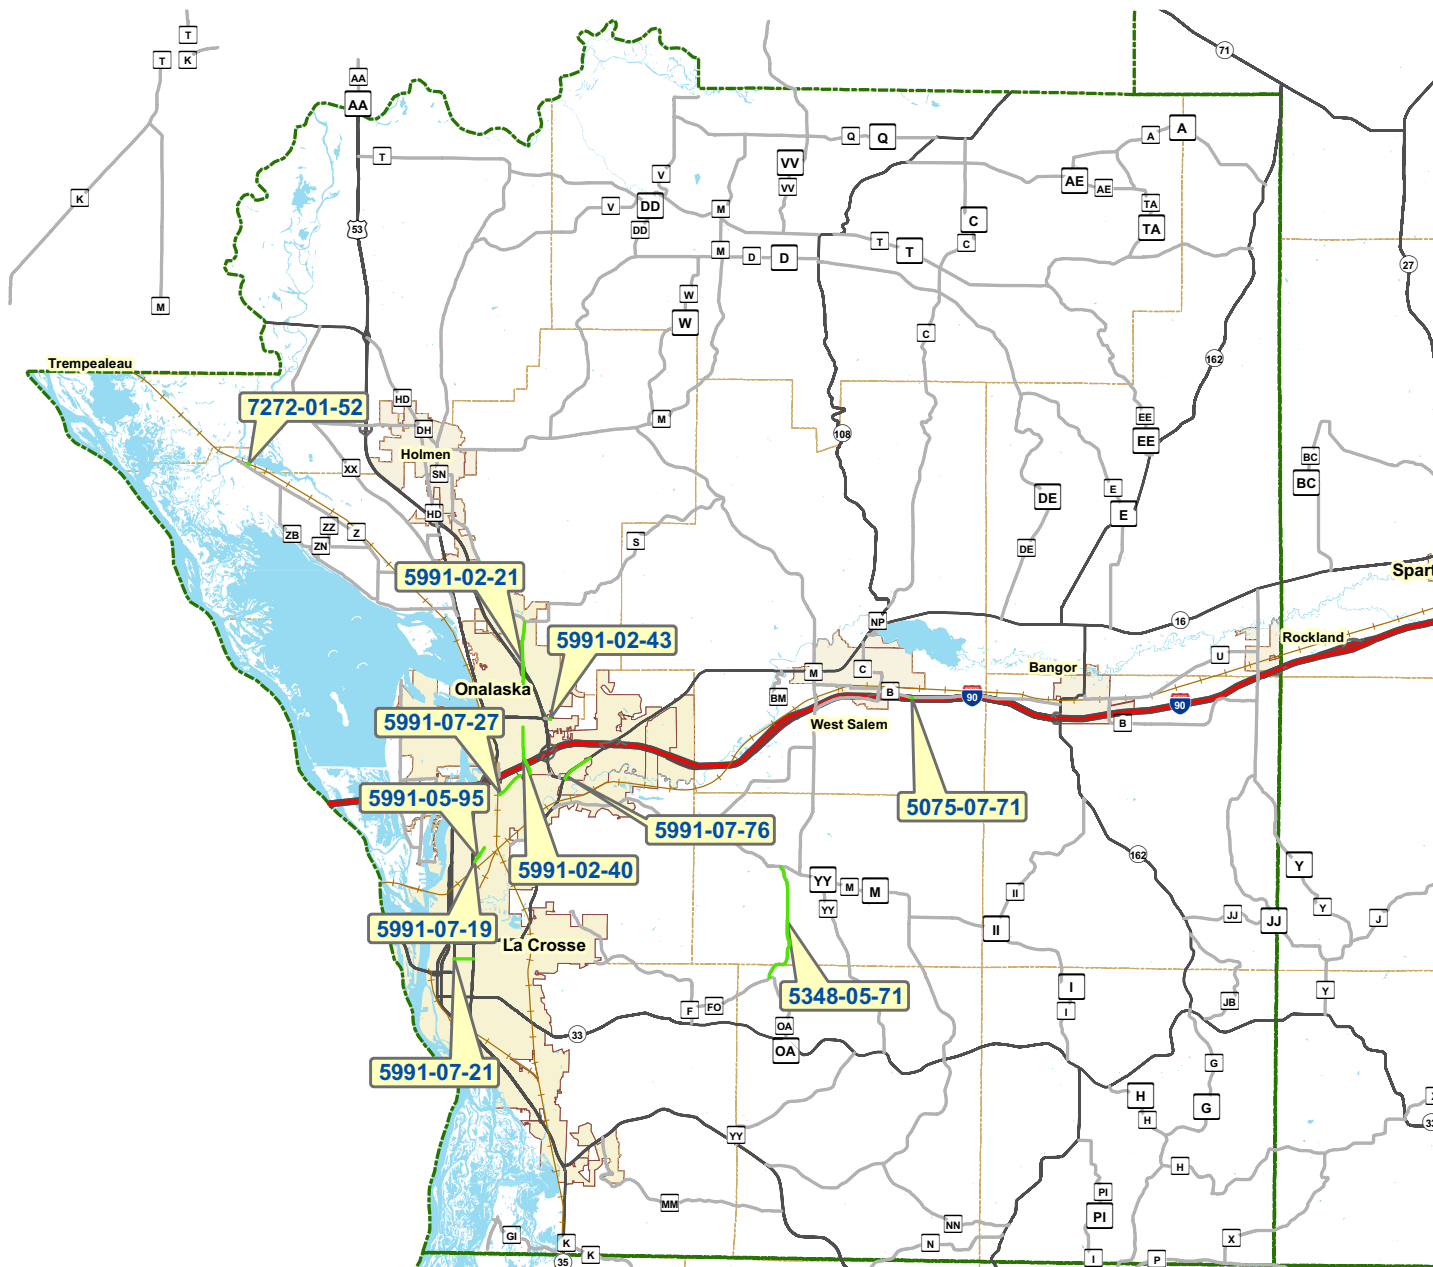 T
T
K
71
AA
AA
Q
Q
A
A
T
VV
VV
V
AE
AE
K
V
DD
M
TA
TA
C
53
DD
C
M
T
T
D
D
27
W
M
W
C
162
Trempealeau
7272-01-52
HD
EE
DH
M
108
EE
Holmen
BC
XX
SN
BC
DE
E
HD
E
ZZ
ZB
Z
S
ZN
DE
5991-02-21
Spart
NP
16
5991-02-43
Rockland
U
Bangor
M
C
Onalaska
BM
B
90
90
5991-07-27
West Salem
B
5991-05-95
5075-07-71
5991-07-76
162
5991-02-40
Y
YY
M
M
II
YY
Y
JJ
JJ
J
5991-07-19
II
La Crosse
I
Y
5348-05-71
JB
F
FO
I
OA
33
OA
G
5991-07-21
H
G
H
33
YY
H
PI
MM
PI
NN
GI
X
K
N
K
I
P
35